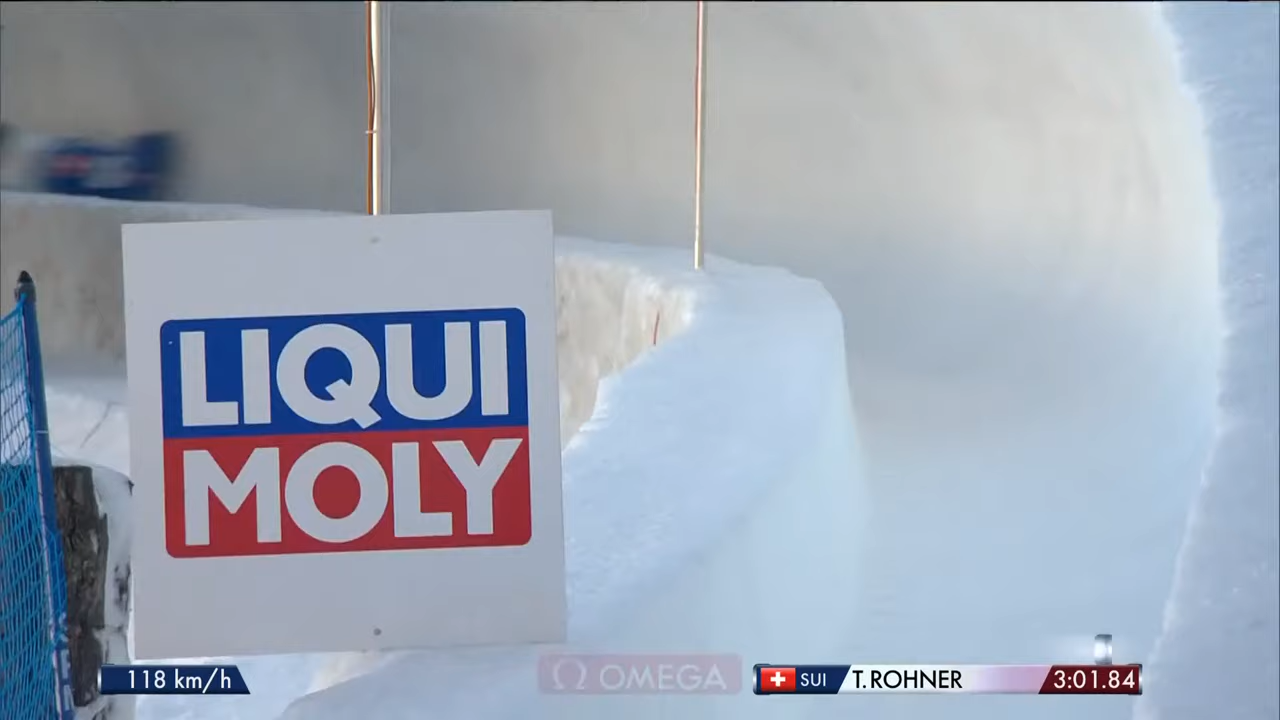 LIQUI
MOLY
118 km/h
Ω OMEGA
SUI T. ROHNER 3:01.84